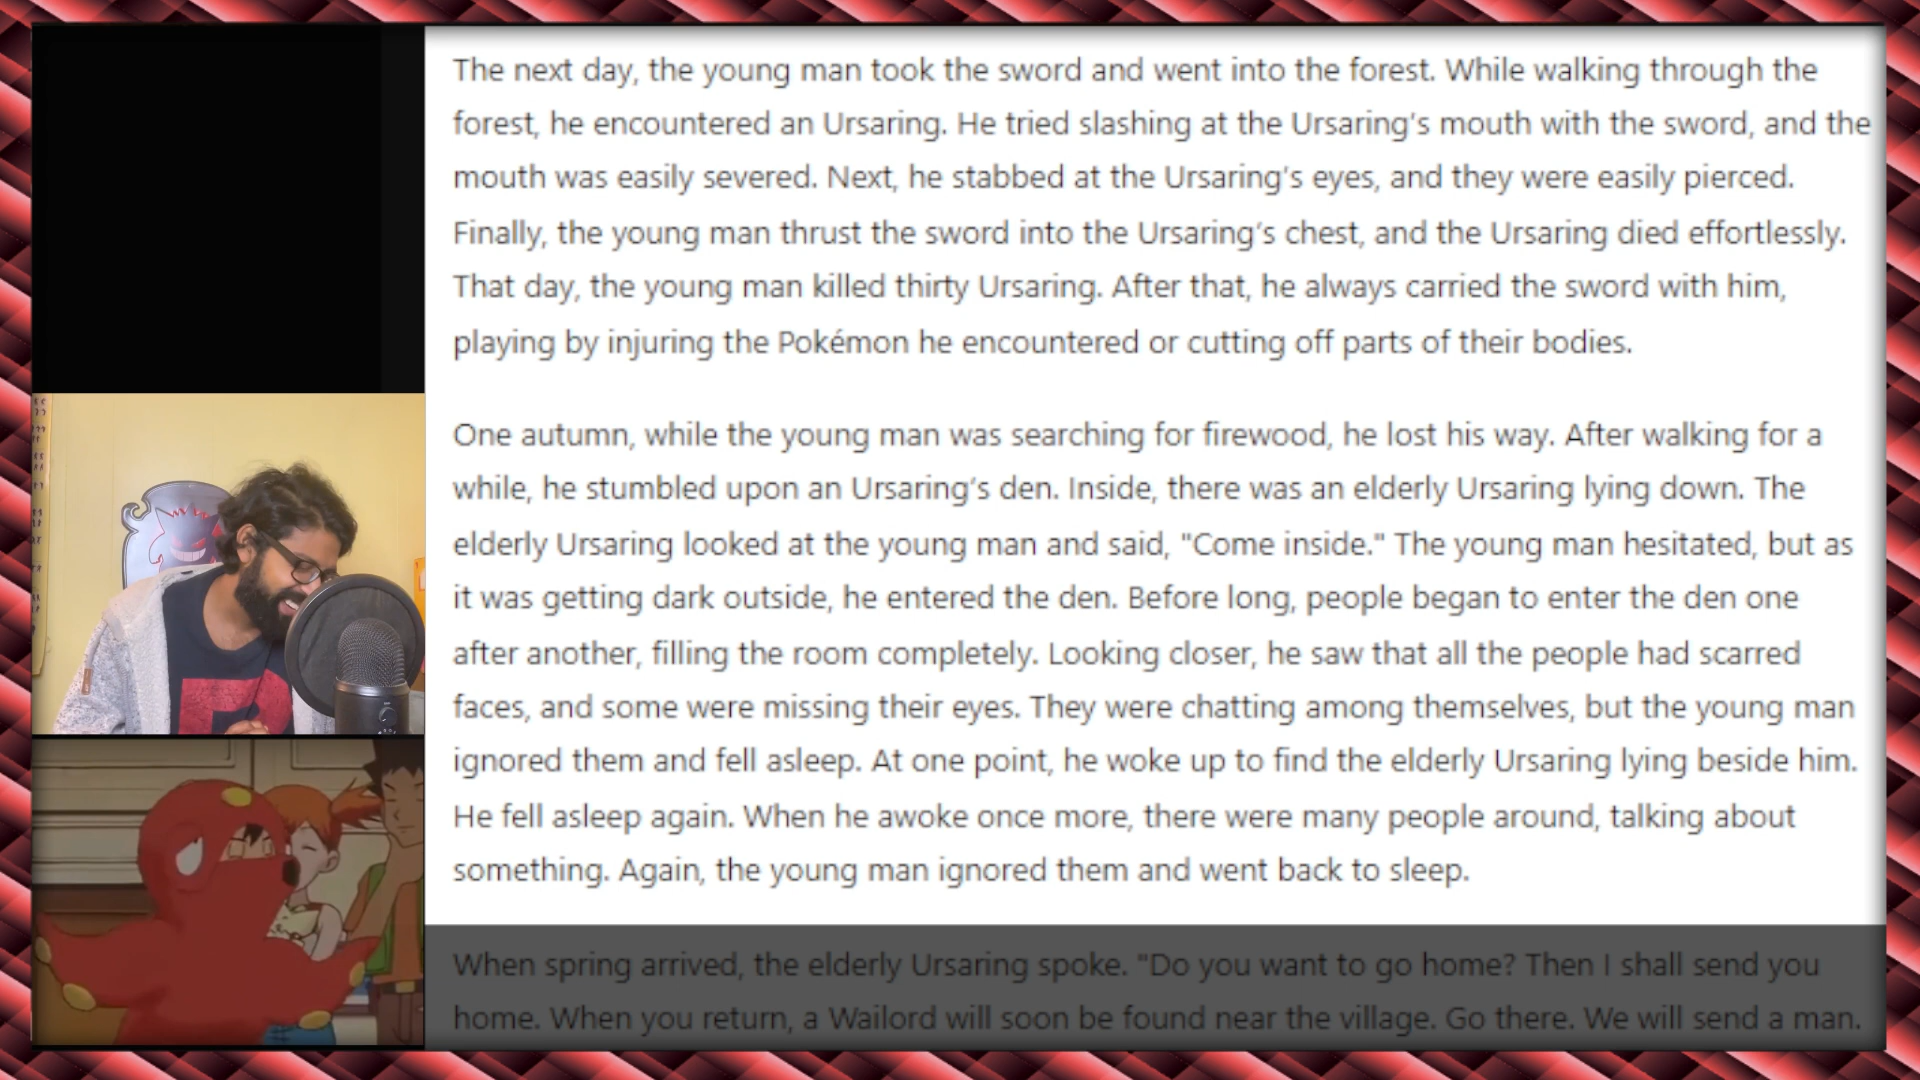 The next day, the young man took the sword and went into the forest. While walking through the
forest, he encountered an Ursaring. He tried slashing at the Ursaring's mouth with the sword, and the
mouth was easily severed. Next, he stabbed at the Ursaring's eyes, and they were easily pierced.
Finally, the young man thrust the sword into the Ursaring's chest, and the Ursaring died effortlessly.
That day, the young man killed thirty Ursaring. After that, he always carried the sword with him,
playing by injuring the Pokémon he encountered or cutting off parts of their bodies.
One autumn, while the young man was searching for firewood, he lost his way. After walking for a
while, he stumbled upon an Ursaring's den. Inside, there was an elderly Ursaring lying down. The
elderly Ursaring looked at the young man and said, "Come inside." The young man hesitated, but as
it was getting dark outside, he entered the den. Before long, people began to enter the den one
after another, filling the room completely. Looking closer, he saw that all the people had scarred
faces, and some were missing their eyes. They were chatting among themselves, but the young man
ignored them and fell asleep. At one point, he woke up to find the elderly Ursaring lying beside him.
He fell asleep again. When he awoke once more, there were many people around, talking about
something. Again, the young man ignored them and went back to sleep.
When spring arrived, the elderly Ursaring spoke. "Do you want to go home? Then I shall send you
home. When you return, a Wailord will soon be found near the village. Go there. We will send a man.